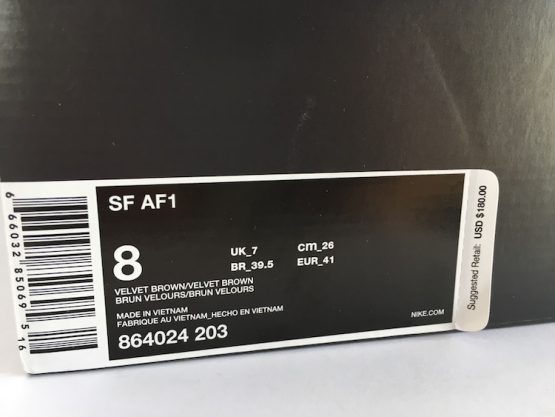 SF AF1
8
UK_7 cm_26
BR_39.5 EUR_41
VELVET BROWN/VELVET BROWN
BRUN VELOURS/BRUN VELOURS
MADE IN VIETNAM
FABRIQUE AU VIETNAM_HECHO EN VIETNAM
864024 203
NIKE.COM
Suggested Retail: USD $180.00
6 66032 85069 5 16